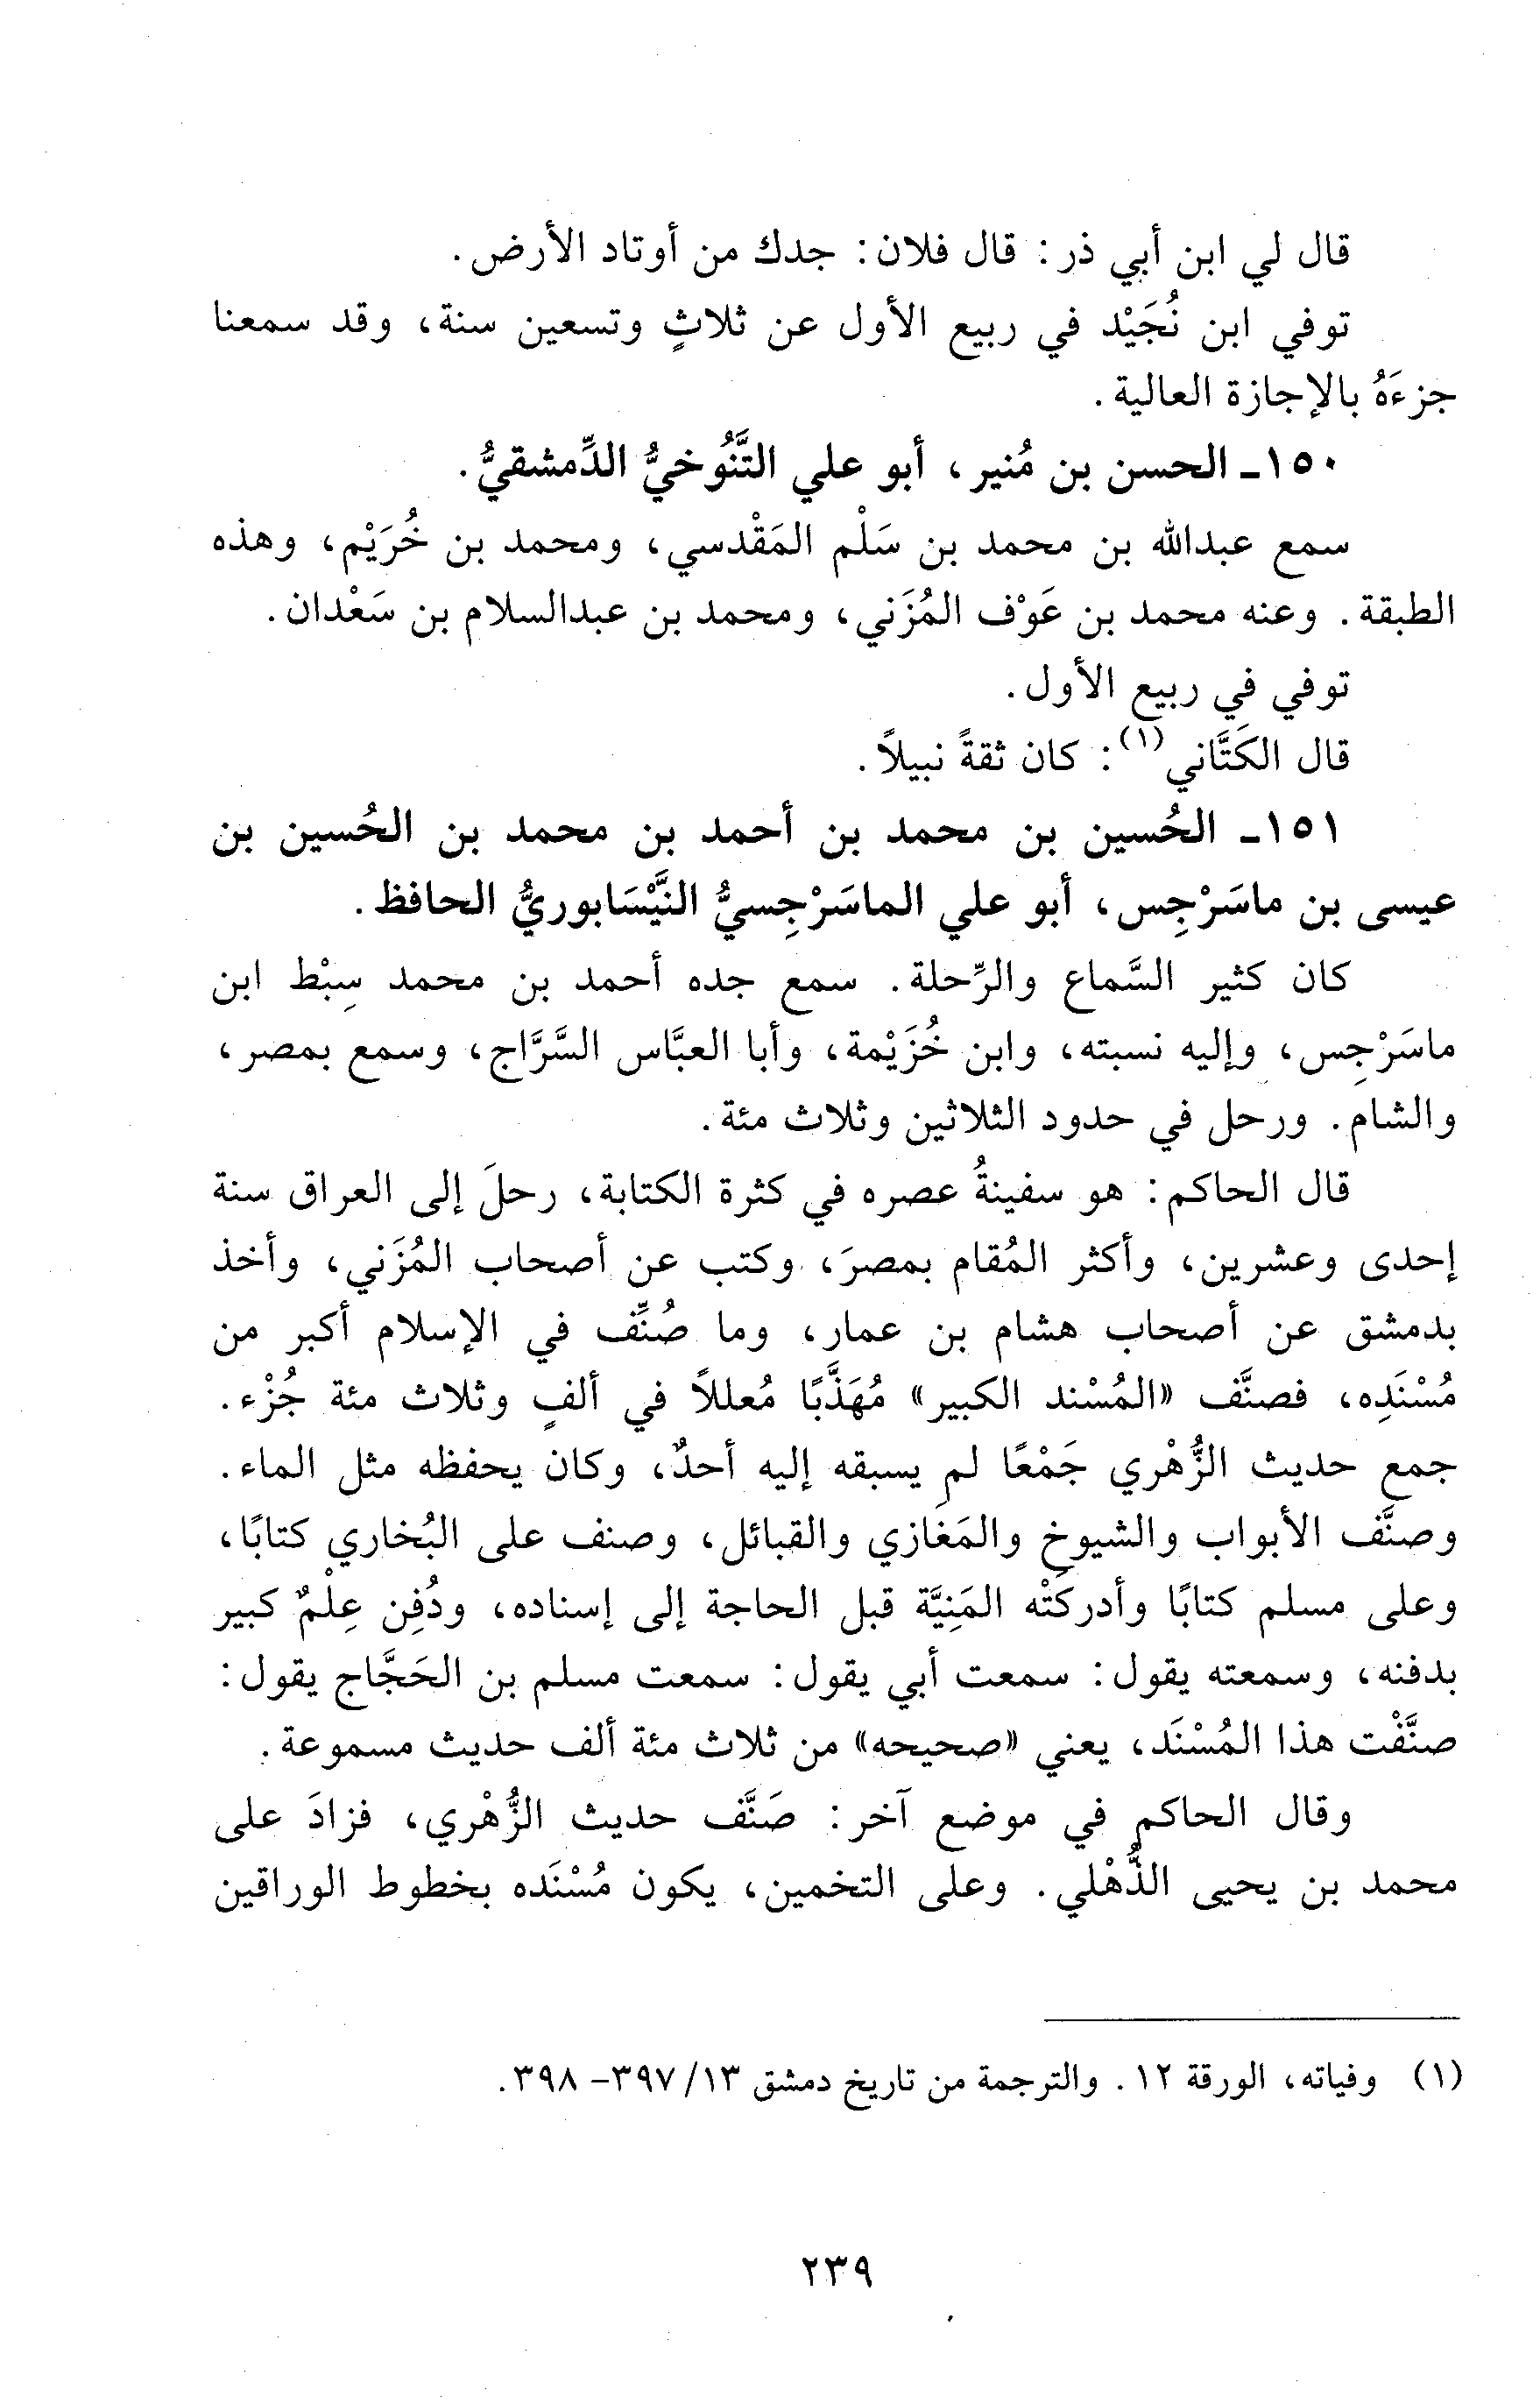 قال لي ابن أبي ذر: قال فلان: جدك من أوتاد الأرض.
توفي ابن نُجَيْد في ربيع الأول عن ثلاثٍ وتسعين سنة، وقد سمعنا
جزءَهُ بالإجازة العالية.
١٥٠ـ الحسن بن مُنير، أبو علي التَّنُوخيُّ الدِّمشقيُّ.
سمع عبدالله بن محمد بن سَلْم المَقْدسي، ومحمد بن خُرَيْم، وهذه
الطبقة. وعنه محمد بن عَوْف المُزَني، ومحمد بن عبدالسلام بن سَعْدان.
توفي في ربيع الأول.
قال الكَتَّاني(١): كان ثقةً نبيلاً.
١٥١ـ الحُسين بن محمد بن أحمد بن محمد بن الحُسين بن
عيسى بن ماسَرْجِس، أبو علي الماسَرْجِسيُّ النَّيْسَابوريُّ الحافظ.
كان كثير السَّماع والرِّحلة. سمع جده أحمد بن محمد سِبْط ابن
ماسَرْجِس، وإليه نسبته، وابن خُزَيْمة، وأبا العبَّاس السَّرَّاج، وسمع بمصر،
والشام. ورحل في حدود الثلاثين وثلاث مئة.
قال الحاكم: هو سفينةُ عصره في كثرة الكتابة، رحلَ إلى العراق سنة
إحدى وعشرين، وأكثر المُقام بمصرَ، وكتب عن أصحاب المُزَني، وأخذ
بدمشق عن أصحاب هشام بن عمار، وما صُنِّف في الإسلام أكبر من
مُسْنَدِه، فصنَّف «المُسْند الكبير» مُهَذَّبًا مُعللاً في ألفٍ وثلاث مئة جُزْء.
جمع حديث الزُّهْري جَمْعًا لم يسبقه إليه أحدٌ، وكان يحفظه مثل الماء.
وصنَّف الأبواب والشيوخ والمَغازي والقبائل، وصنف على البُخاري كتابًا،
وعلى مسلم كتابًا وأدركَتْه المَنِيَّة قبل الحاجة إلى إسناده، ودُفِن عِلْمٌ كبير
بدفنه، وسمعته يقول: سمعت أبي يقول: سمعت مسلم بن الحَجَّاج يقول:
صنَّفْت هذا المُسْنَد، يعني «صحيحه» من ثلاث مئة ألف حديث مسموعة.
وقال الحاكم في موضع آخر: صَنَّف حديث الزُّهْري، فزادَ على
محمد بن يحيى الذُّهْلي. وعلى التخمين، يكون مُسْنَده بخطوط الوراقين
(١) وفياته، الورقة ١٢. والترجمة من تاريخ دمشق ١٣/ ٣٩٧- ٣٩٨.
٢٣٩